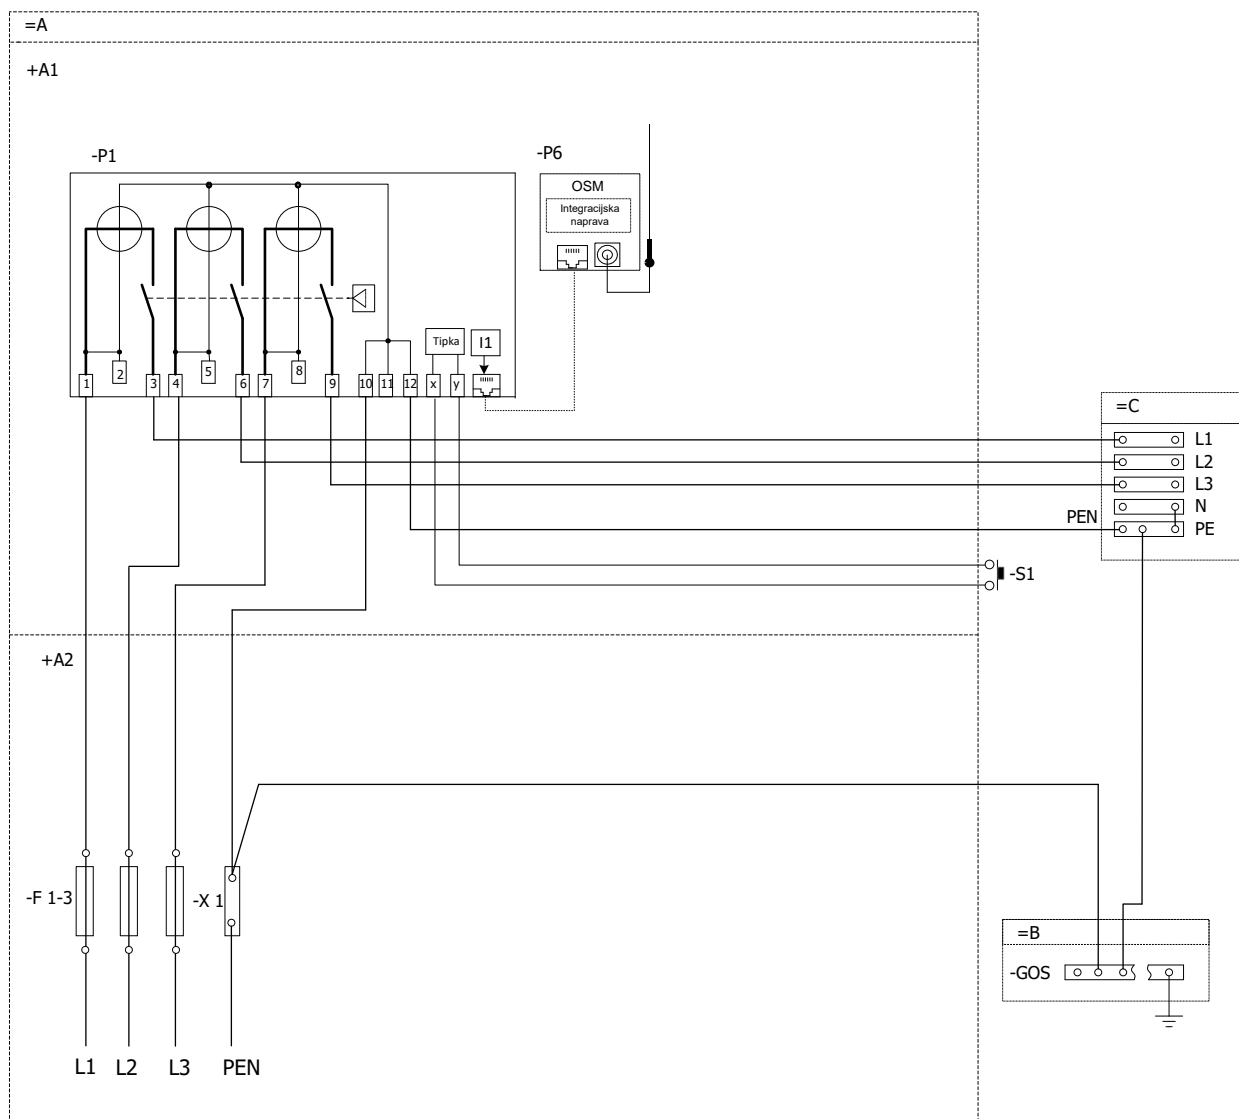 =A
+A1
-P1
-P6
OSM
Integracijska
naprava
Tipka
I1
1
2
3
4
5
6
7
8
9
10
11
12
x
y
=C
L1
L2
L3
N
PEN
PE
-S1
+A2
-F 1-3
-X 1
=B
-GOS
L1
L2
L3
PEN